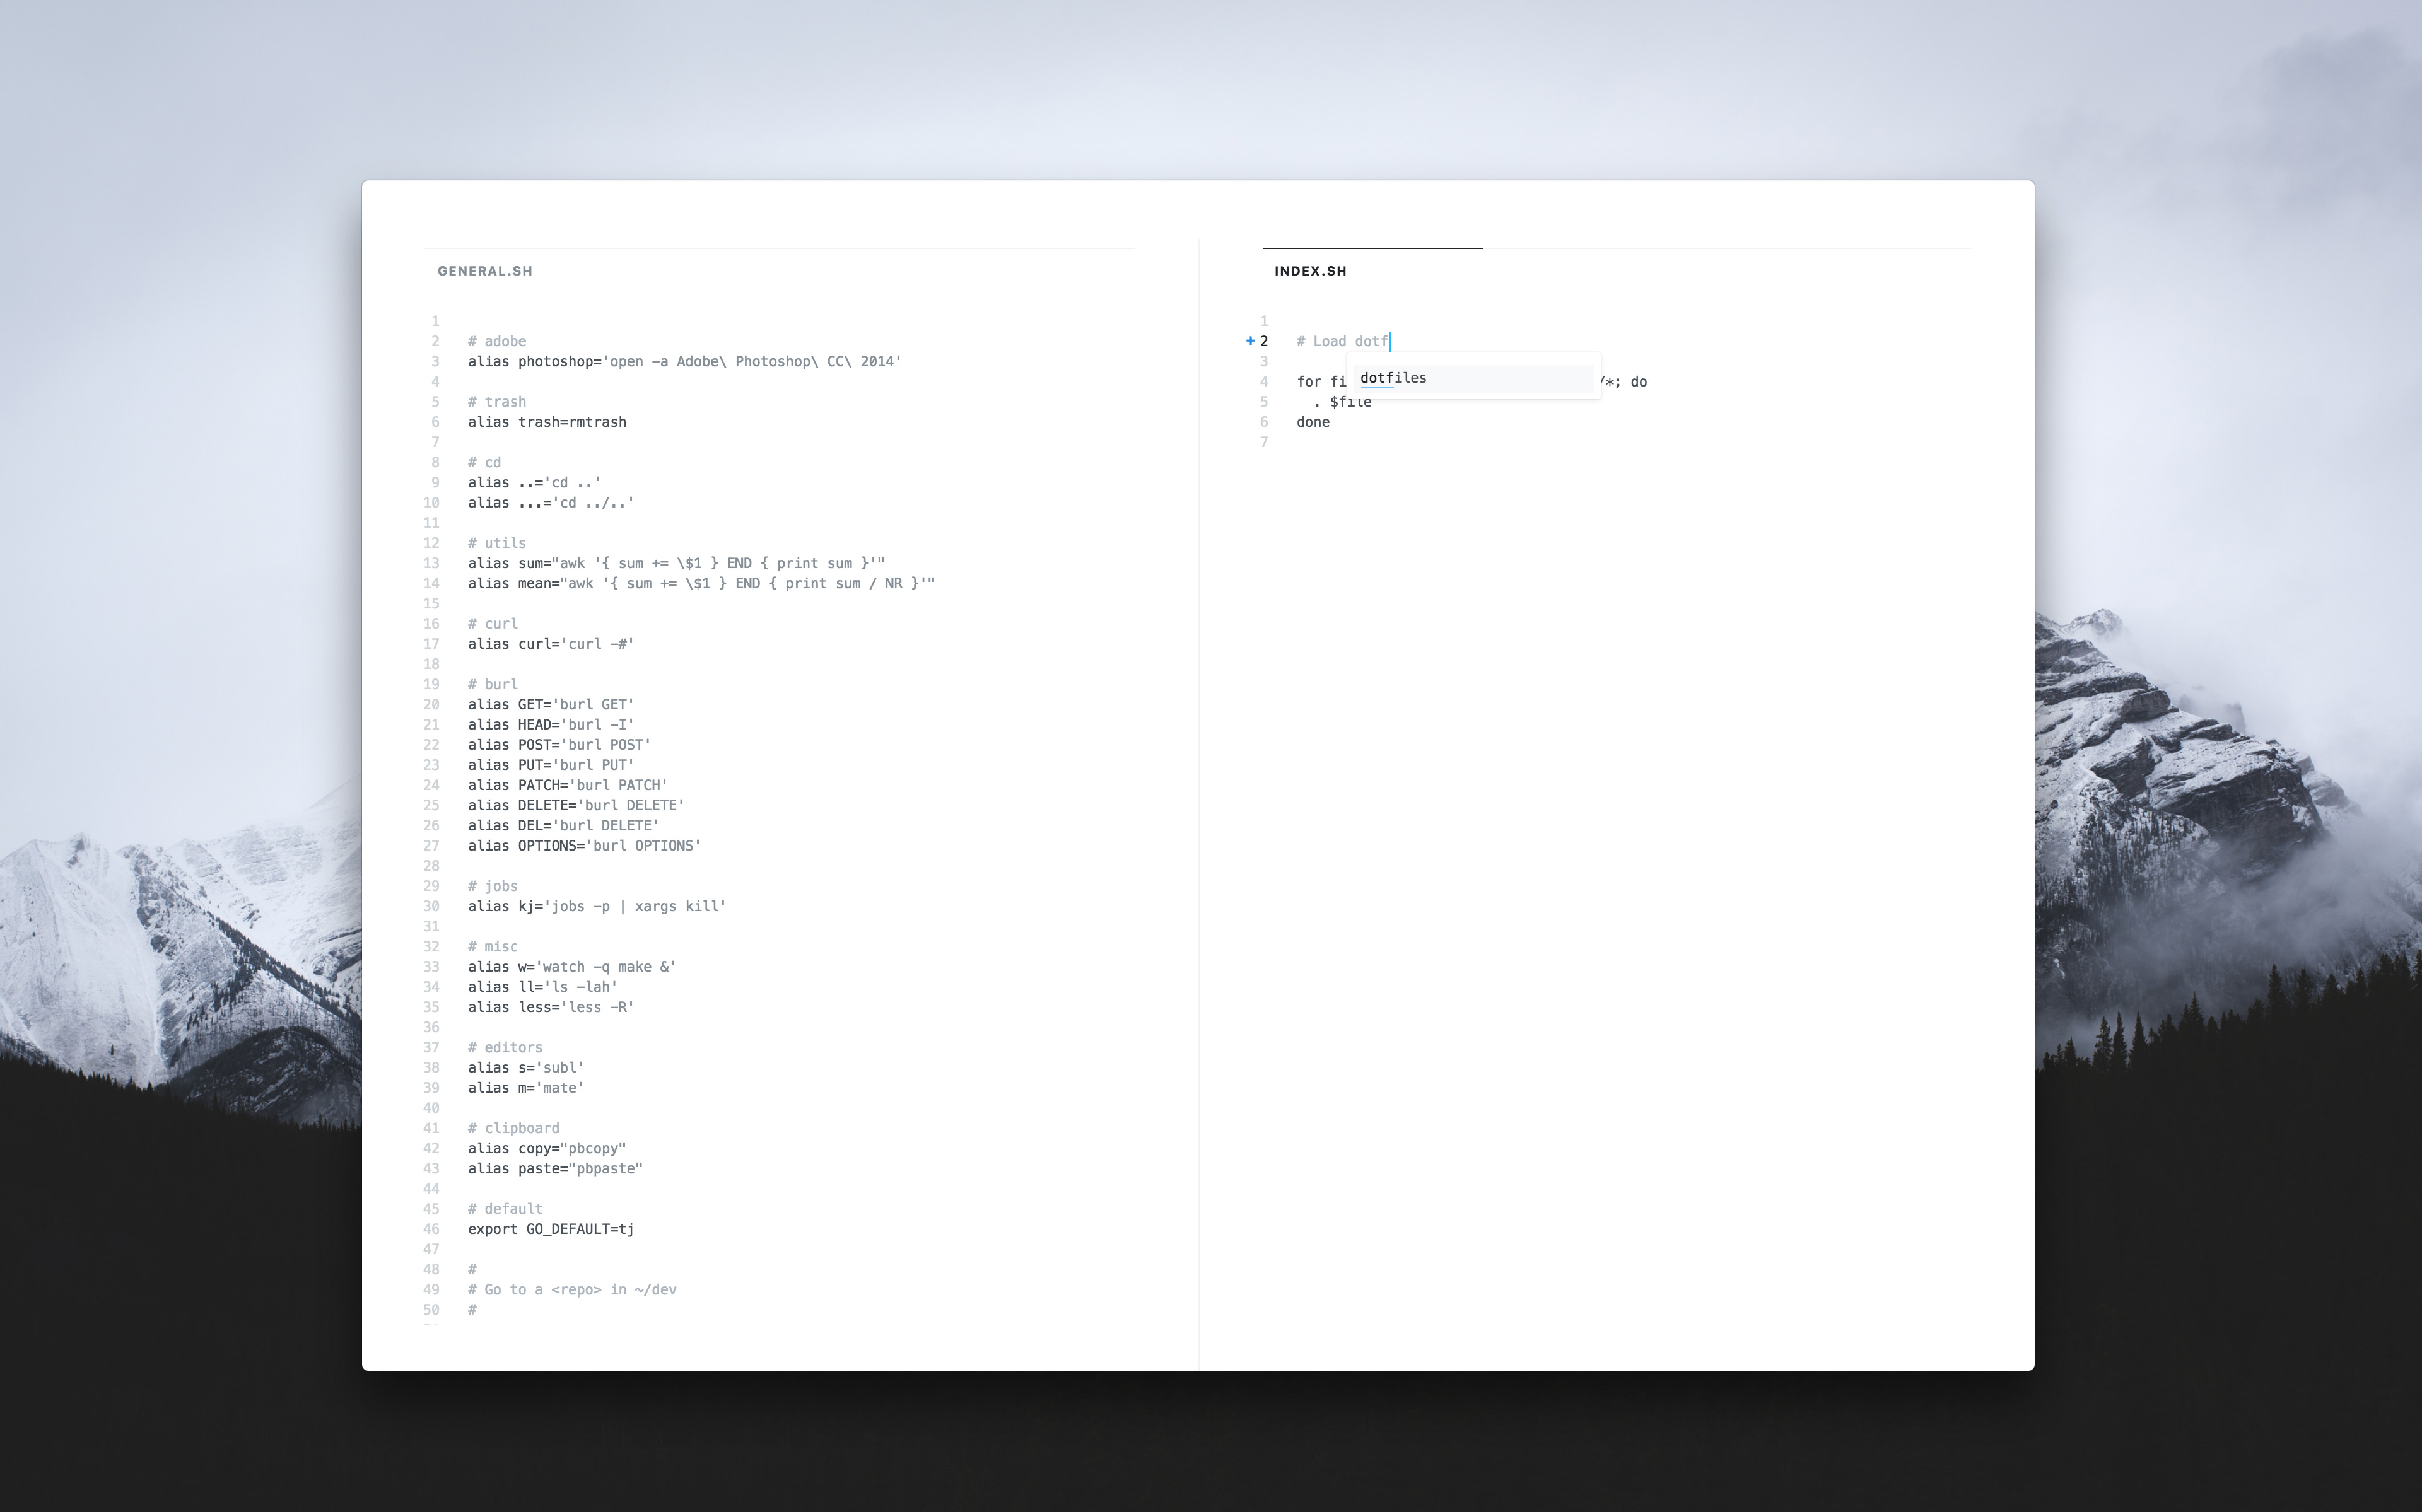 GENERAL.SH
1
2 # adobe
3 alias photoshop='open -a Adobe\ Photoshop\ CC\ 2014'
4
5 # trash
6 alias trash=rmtrash
7
8 # cd
9 alias ..='cd ..'
10 alias ...='cd ../..'
11
12 # utils
13 alias sum="awk '{ sum += \$1 } END { print sum }'"
14 alias mean="awk '{ sum += \$1 } END { print sum / NR }'"
15
16 # curl
17 alias curl='curl -#'
18
19 # burl
20 alias GET='burl GET'
21 alias HEAD='burl -I'
22 alias POST='burl POST'
23 alias PUT='burl PUT'
24 alias PATCH='burl PATCH'
25 alias DELETE='burl DELETE'
26 alias DEL='burl DELETE'
27 alias OPTIONS='burl OPTIONS'
28
29 # jobs
30 alias kj='jobs -p | xargs kill'
31
32 # misc
33 alias w='watch -q make &'
34 alias ll='ls -lah'
35 alias less='less -R'
36
37 # editors
38 alias s='subl'
39 alias m='mate'
40
41 # clipboard
42 alias copy="pbcopy"
43 alias paste="pbpaste"
44
45 # default
46 export GO_DEFAULT=tj
47
48 #
49 # Go to a <repo> in ~/dev
50 #
INDEX.SH
1
+ 2 # Load dotf
3
dotfiles
4 for fi /*; do
5 . $file
6 done
7